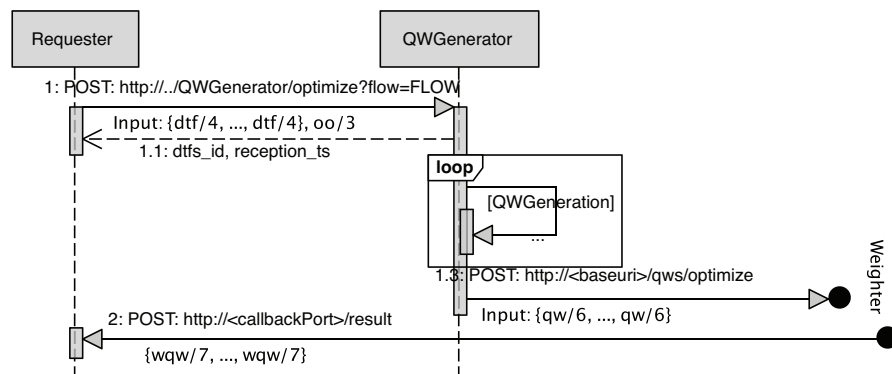 Requester
QWGenerator
1: POST: http://../QWGenerator/optimize?flow=FLOW
Input: {dtf/4, ..., dtf/4}, oo/3
1.1: dtfs_id, reception_ts
loop
[QWGeneration]
...
1.3: POST: http://<baseuri>/qws/optimize
Input: {qw/6, ..., qw/6}
Weighter
2: POST: http://<callbackPort>/result
{wqw/7, ..., wqw/7}